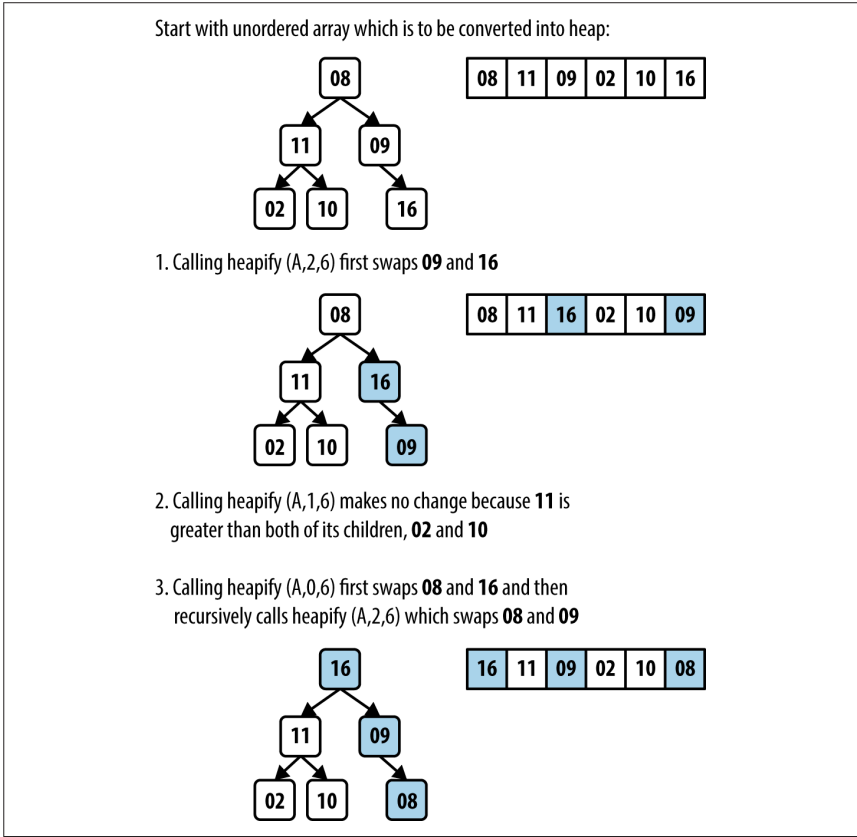 Start with unordered array which is to be converted into heap:
08
08 11 09 02 10 16
11 09
02 10 16
1. Calling heapify (A,2,6) first swaps 09 and 16
08
08 11 16 02 10 09
11 16
02 10 09
2. Calling heapify (A,1,6) makes no change because 11 is
greater than both of its children, 02 and 10
3. Calling heapify (A,0,6) first swaps 08 and 16 and then
recursively calls heapify (A,2,6) which swaps 08 and 09
16
16 11 09 02 10 08
11 09
02 10 08